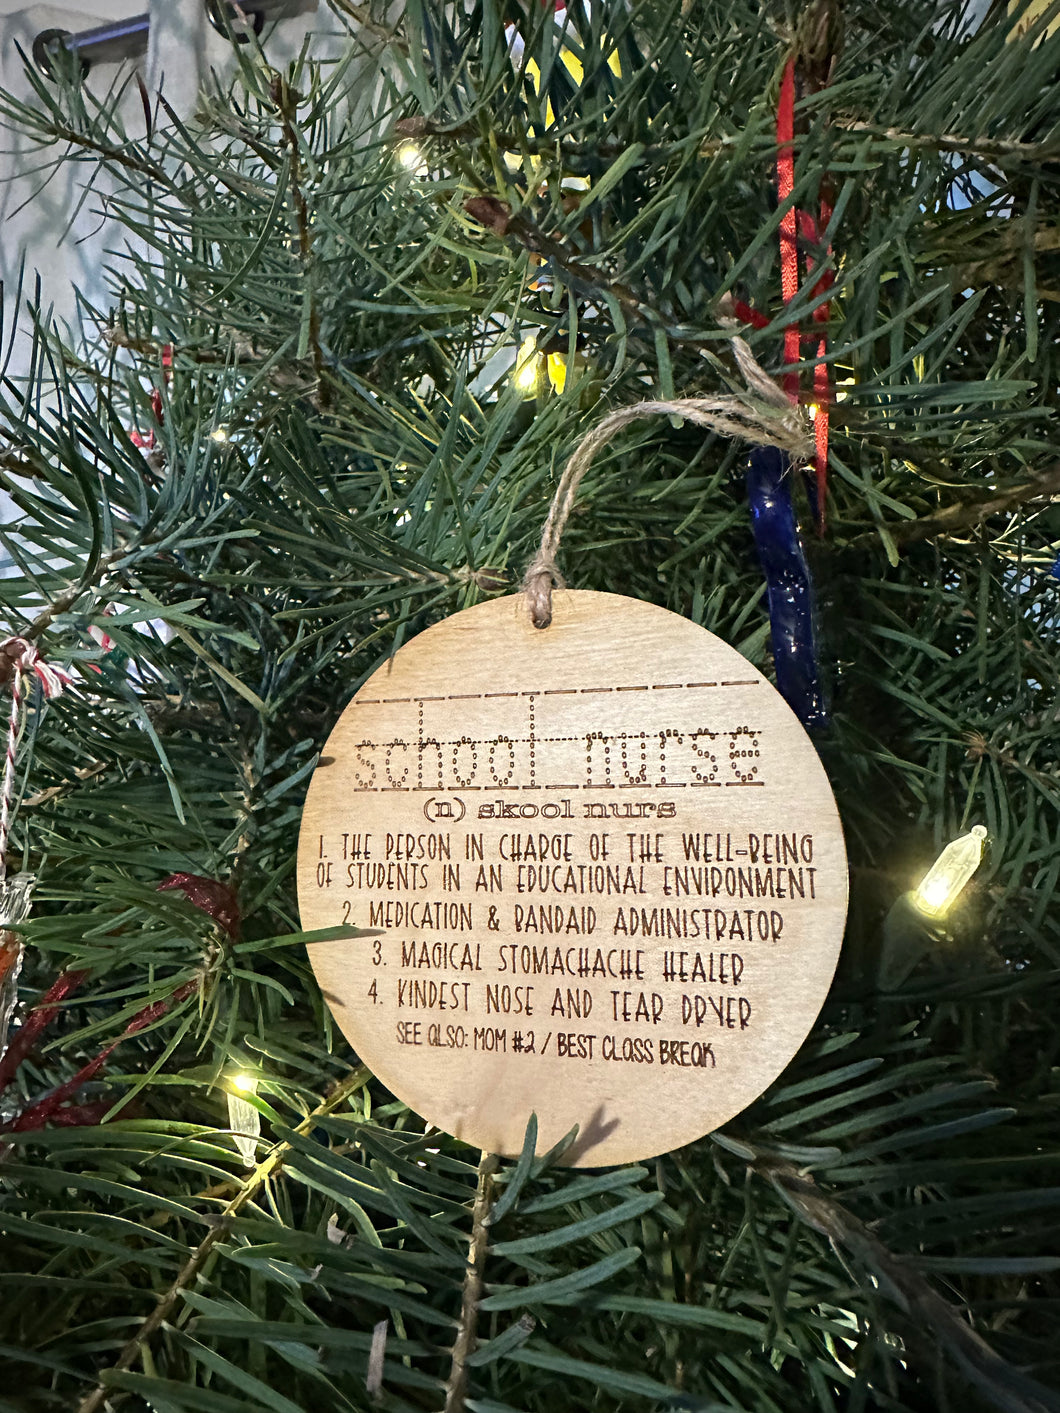 school nurse
(n) skool nurs
1. THE PERSON IN CHARGE OF THE WELL-BEING
OF STUDENTS IN AN EDUCATIONAL ENVIRONMENT
2. MEDICATION & BANDAID ADMINISTRATOR
3. MAGICAL STOMACHACHE HEALER
4. KINDEST NOSE AND TEAR DRYER
SEE ALSO: MOM #2 / BEST CLASS BREAK